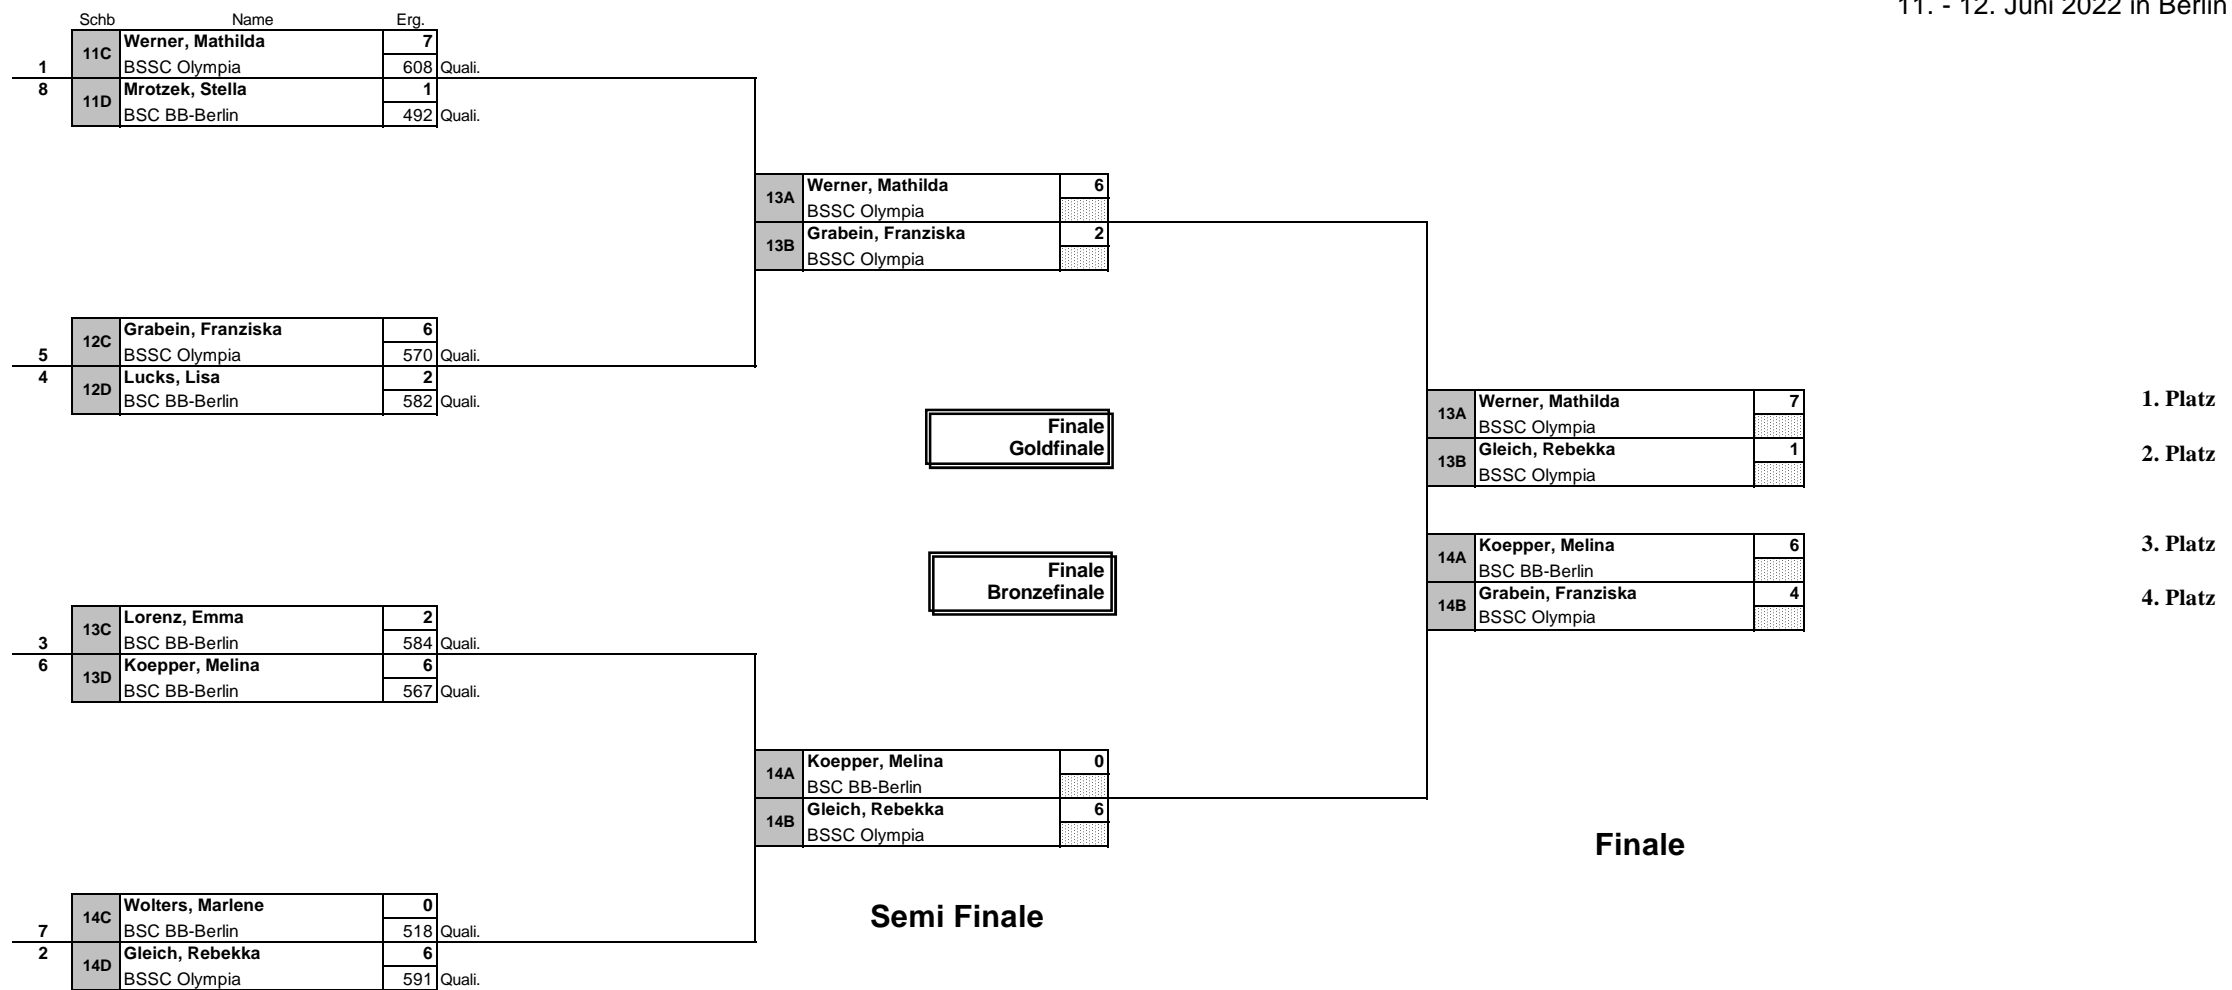 11. - 12. Juni 2022 in Berlin
Schb Name Erg.
11C Werner, Mathilda 7
1 BSSC Olympia 608 Quali.
8 11D Mrotzek, Stella 1
BSC BB-Berlin 492 Quali.
13A Werner, Mathilda 6
BSSC Olympia
13B Grabein, Franziska 2
BSSC Olympia
12C Grabein, Franziska 6
5 BSSC Olympia 570 Quali.
4 12D Lucks, Lisa 2
BSC BB-Berlin 582 Quali.
Finale
Goldfinale
13A Werner, Mathilda 7 1. Platz
BSSC Olympia
13B Gleich, Rebekka 1 2. Platz
BSSC Olympia
Finale
Bronzefinale
14A Koepper, Melina 6 3. Platz
BSC BB-Berlin
14B Grabein, Franziska 4 4. Platz
BSSC Olympia
13C Lorenz, Emma 2
3 BSC BB-Berlin 584 Quali.
6 13D Koepper, Melina 6
BSC BB-Berlin 567 Quali.
14A Koepper, Melina 0
BSC BB-Berlin
14B Gleich, Rebekka 6
BSSC Olympia
Finale
14C Wolters, Marlene 0
7 BSC BB-Berlin 518 Quali.
2 14D Gleich, Rebekka 6
BSSC Olympia 591 Quali.
Semi Finale